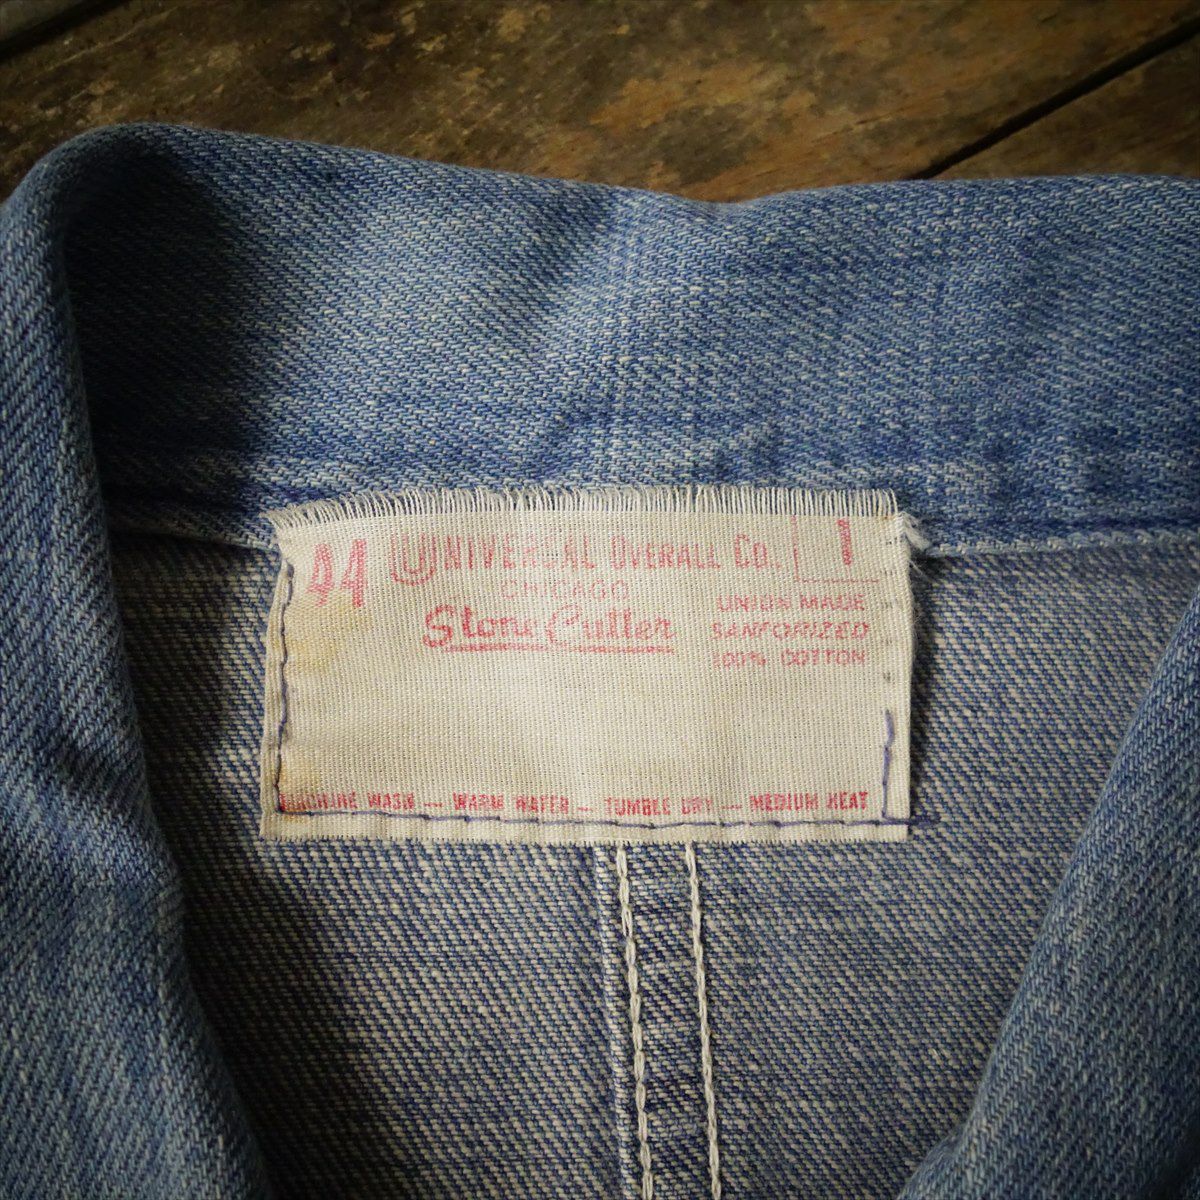 44 UNIVERSAL OVERALL CO. 1
CHICAGO
Stone Cutter
UNION MADE
SANFORIZED
100% COTTON
MACHINE WASH — WARM WATER — TUMBLE DRY — MEDIUM HEAT